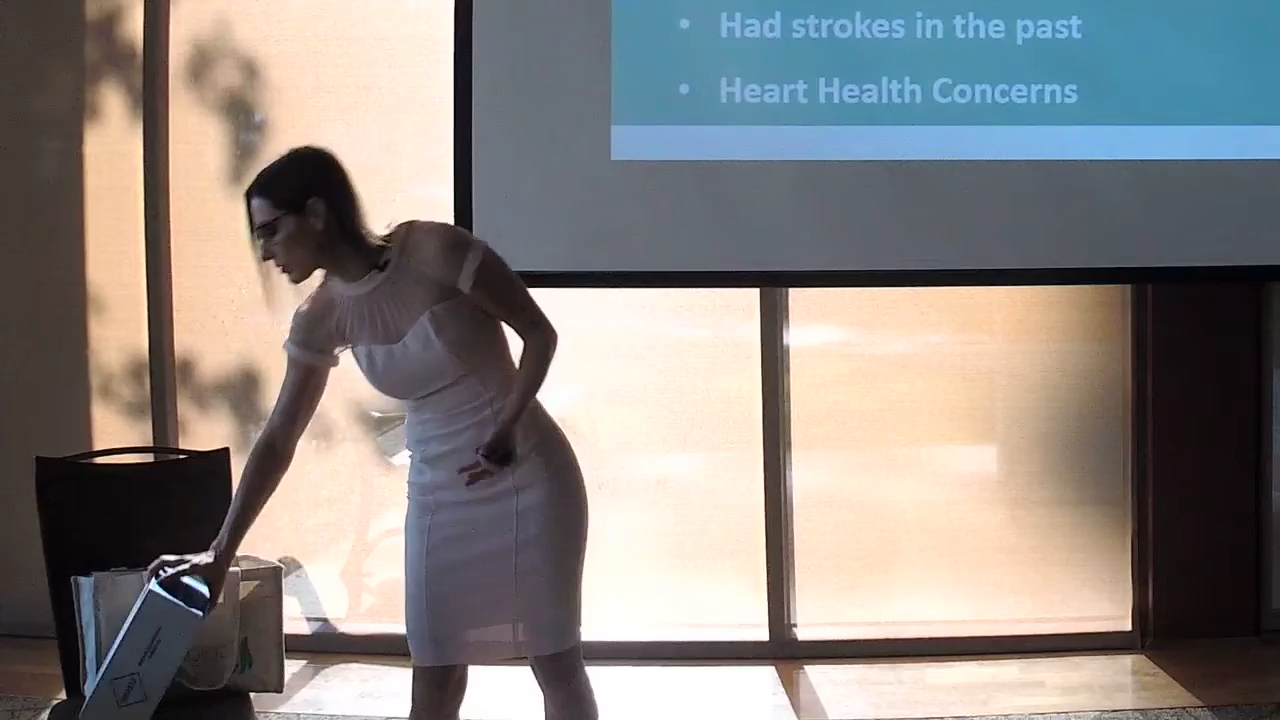 • Had strokes in the past
• Heart Health Concerns